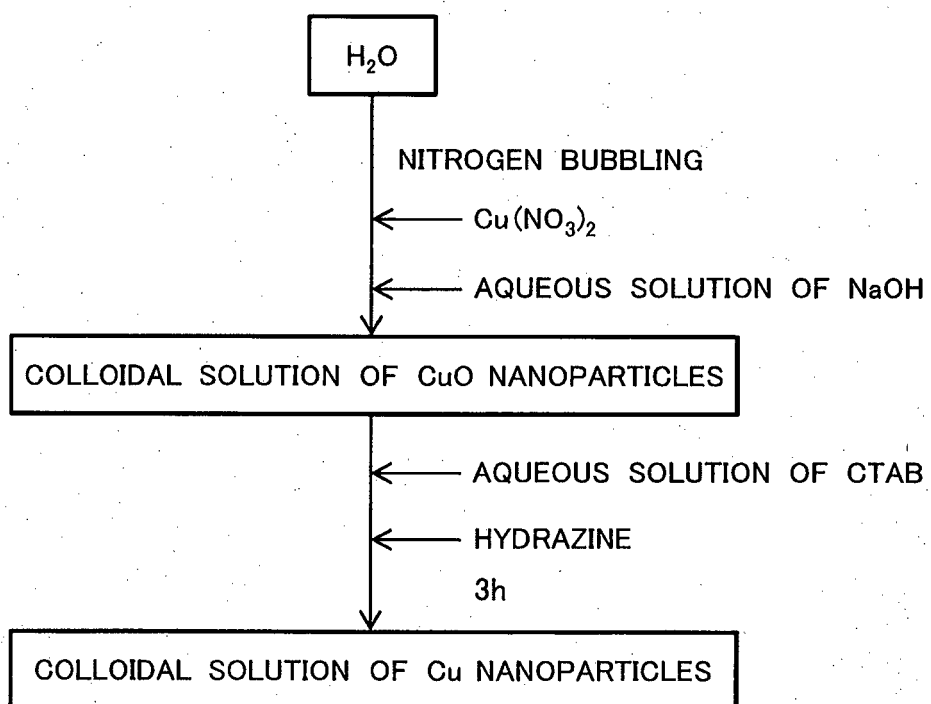 H₂O
NITROGEN BUBBLING
Cu(NO₃)₂
AQUEOUS SOLUTION OF NaOH
COLLOIDAL SOLUTION OF CuO NANOPARTICLES
AQUEOUS SOLUTION OF CTAB
HYDRAZINE
3h
COLLOIDAL SOLUTION OF Cu NANOPARTICLES